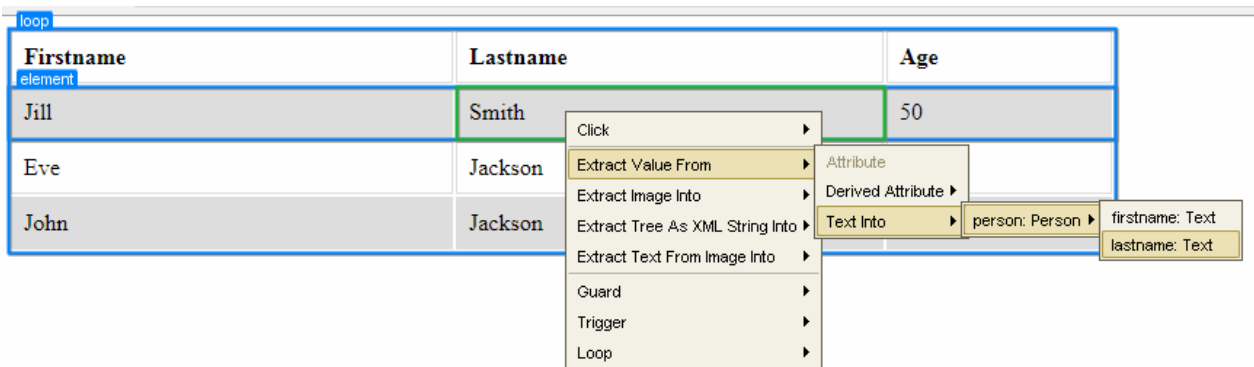 loop
Firstname Lastname Age
element
Jill Smith 50
Click
Eve Jackson
Extract Value From Attribute
Extract Image Into Derived Attribute
John Jackson
Extract Tree As XML String Into Text Into person: Person firstname: Text
lastname: Text
Extract Text From Image Into
Guard
Trigger
Loop